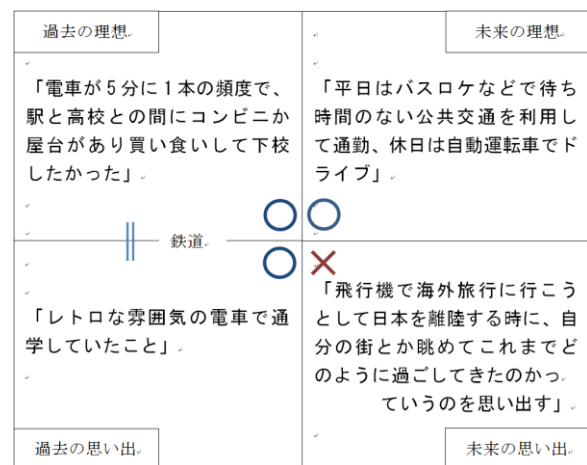 過去の理想
未来の理想
「電車が5分に1本の頻度で、
駅と高校との間にコンビニか
屋台があり買い食いして下校
したかった」
「平日はバスロケなどで待ち
時間のない公共交通を利用し
て通勤、休日は自動運転車でド
ライブ」
鉄道
「レトロな雰囲気の電車で通
学していたこと」
「飛行機で海外旅行に行こう
として日本を離陸する時に、自
分の街とか眺めてこれまでど
のように過ごしてきたのかっ
ていうのを思い出す」
過去の思い出
未来の思い出